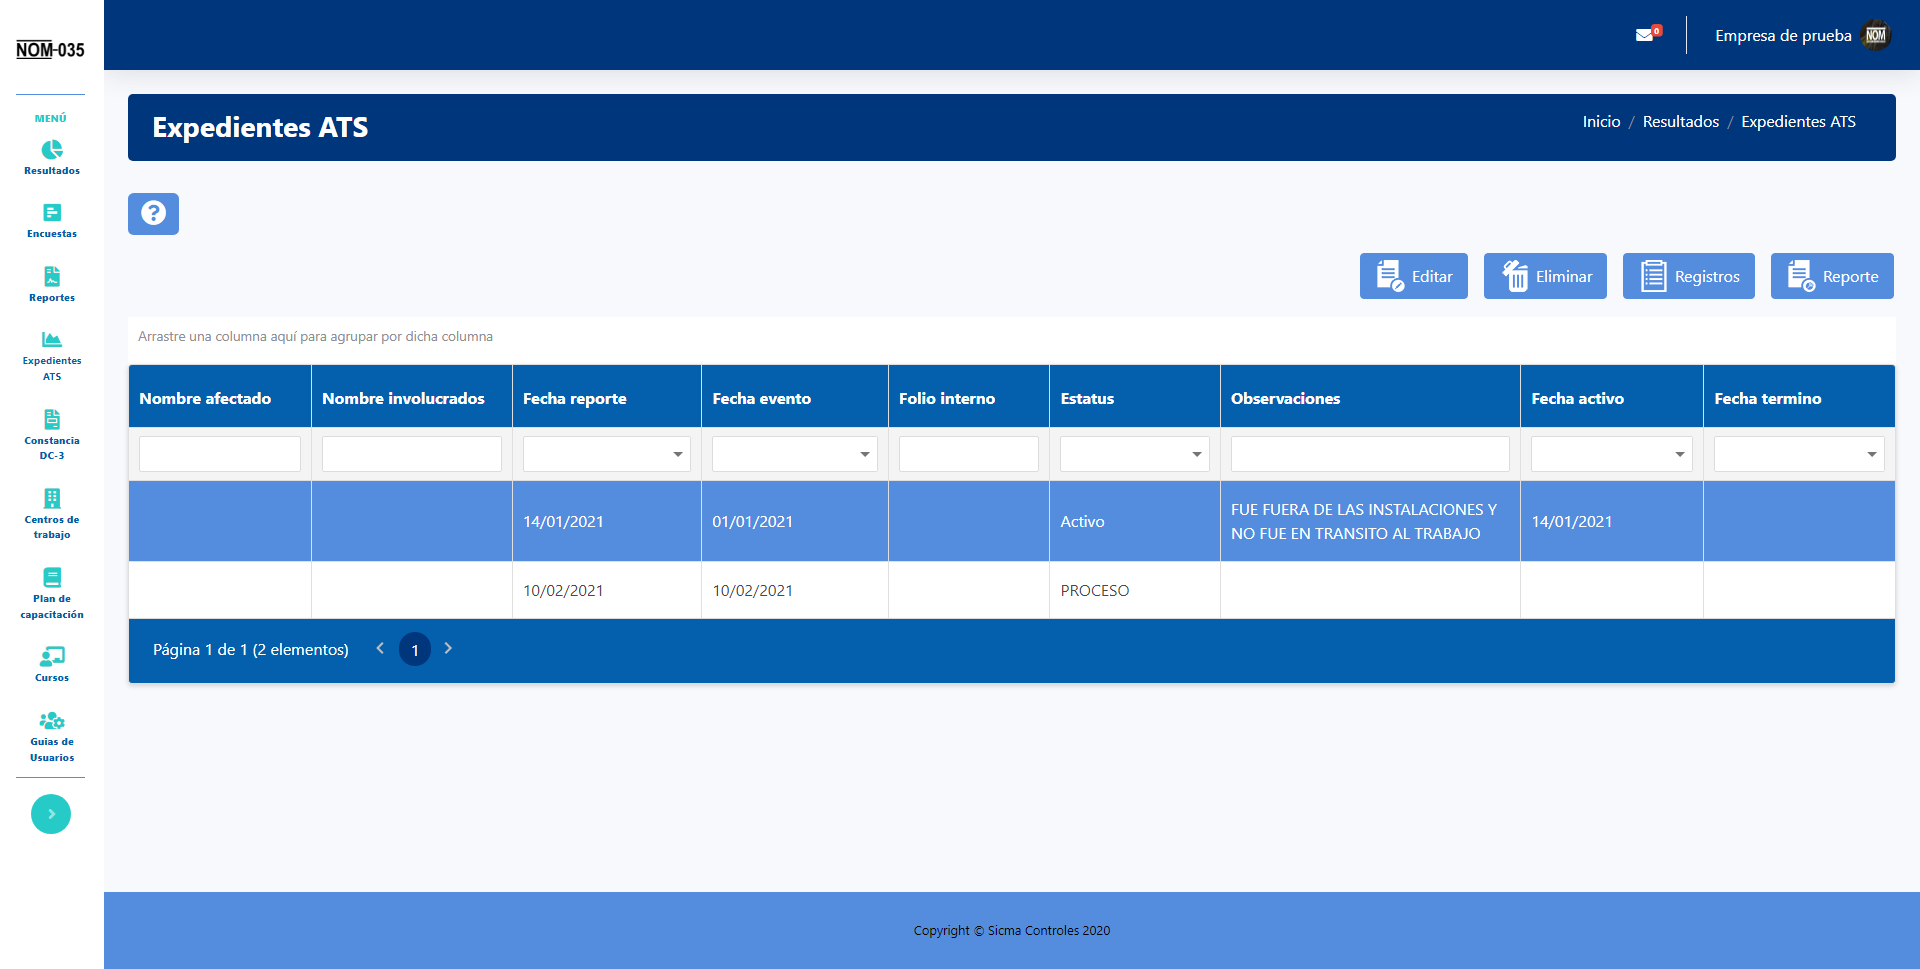 NOM-035
0
Empresa de prueba
NOM
MENÚ
Resultados
Encuestas
Reportes
Expedientes
ATS
Constancia
DC-3
Centros de
trabajo
Plan de
capacitación
Cursos
Guias de
Usuarios
Expedientes ATS
Inicio / Resultados / Expedientes ATS
?
Editar
Eliminar
Registros
Reporte
Arrastre una columna aquí para agrupar por dicha columna
Nombre afectado Nombre involucrados Fecha reporte Fecha evento Folio interno Estatus Observaciones Fecha activo Fecha termino
14/01/2021 01/01/2021 Activo FUE FUERA DE LAS INSTALACIONES Y
NO FUE EN TRANSITO AL TRABAJO 14/01/2021
10/02/2021 10/02/2021 PROCESO
Página 1 de 1 (2 elementos) 1
Copyright © Sicma Controles 2020